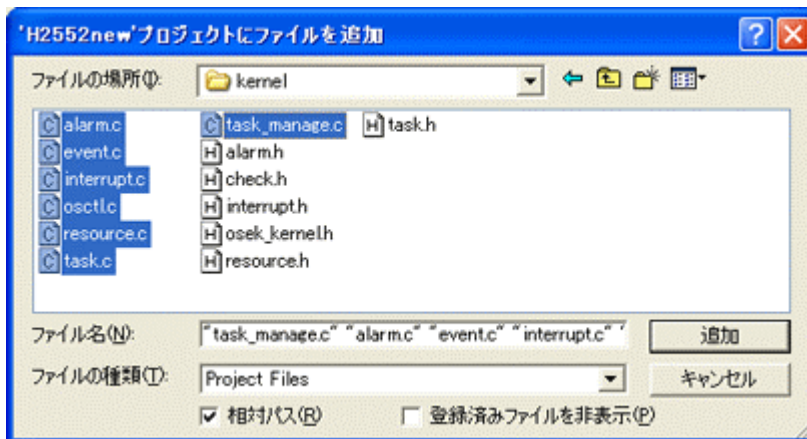 'H2552new'プロジェクトにファイルを追加
ファイルの場所(I): kernel
alarm.c task_manage.c task.h
event.c alarm.h
interrupt.c check.h
osctl.c interrupt.h
resource.c osek_kernel.h
task.c resource.h
ファイル名(N): "task_manage.c" "alarm.c" "event.c" "interrupt.c" " 追加
ファイルの種類(T): Project Files キャンセル
相対パス(R) 登録済みファイルを非表示(P)